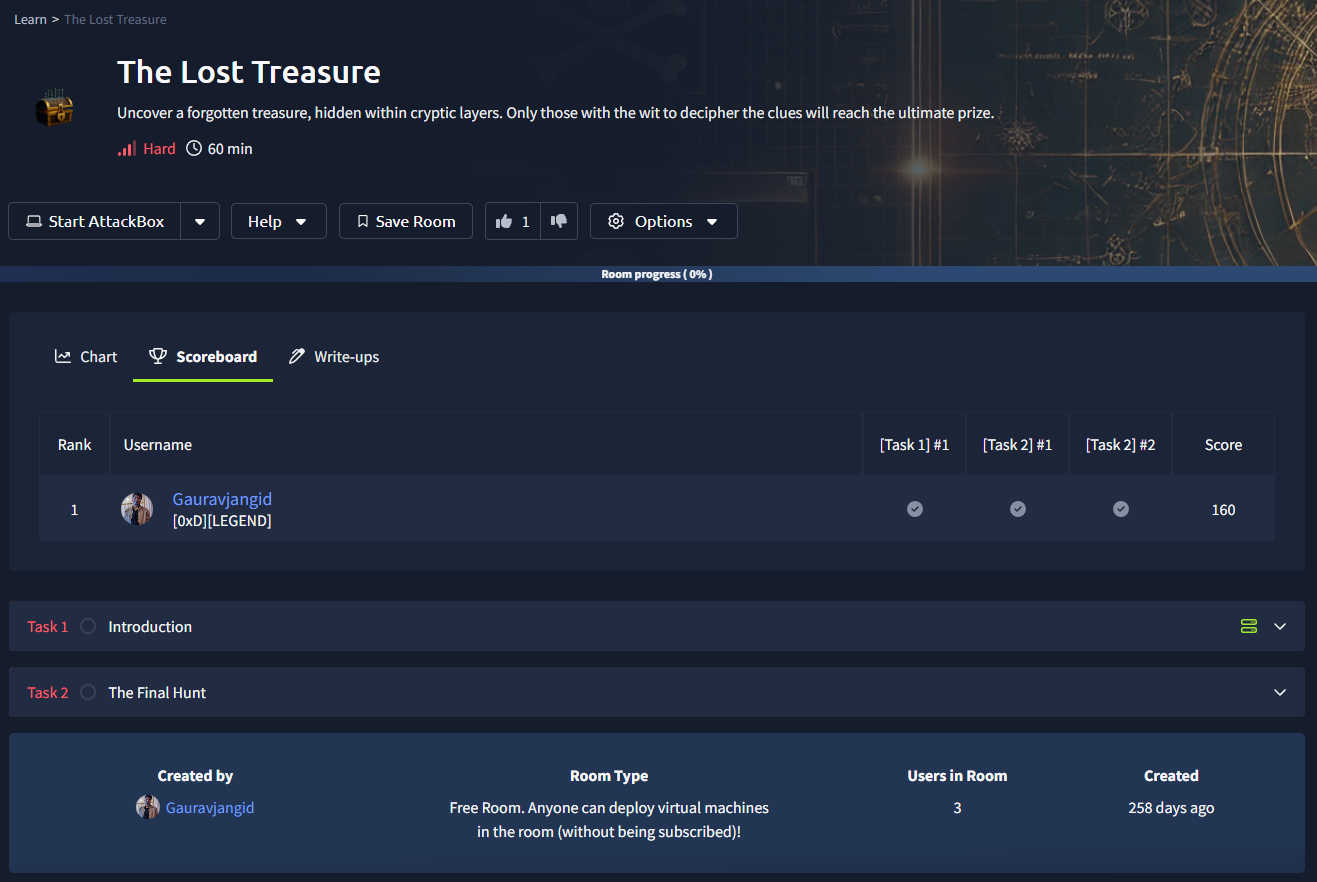 Learn > The Lost Treasure
The Lost Treasure
Uncover a forgotten treasure, hidden within cryptic layers. Only those with the wit to decipher the clues will reach the ultimate prize.
Hard 60 min
Start AttackBox Help Save Room 1 Options
Room progress ( 0% )
Chart Scoreboard Write-ups
Rank Username [Task 1] #1 [Task 2] #1 [Task 2] #2 Score
1 Gauravjangid 160
[0xD][LEGEND]
Task 1 Introduction
Task 2 The Final Hunt
Created by Room Type Users in Room Created
Gauravjangid Free Room. Anyone can deploy virtual machines 3 258 days ago
in the room (without being subscribed)!